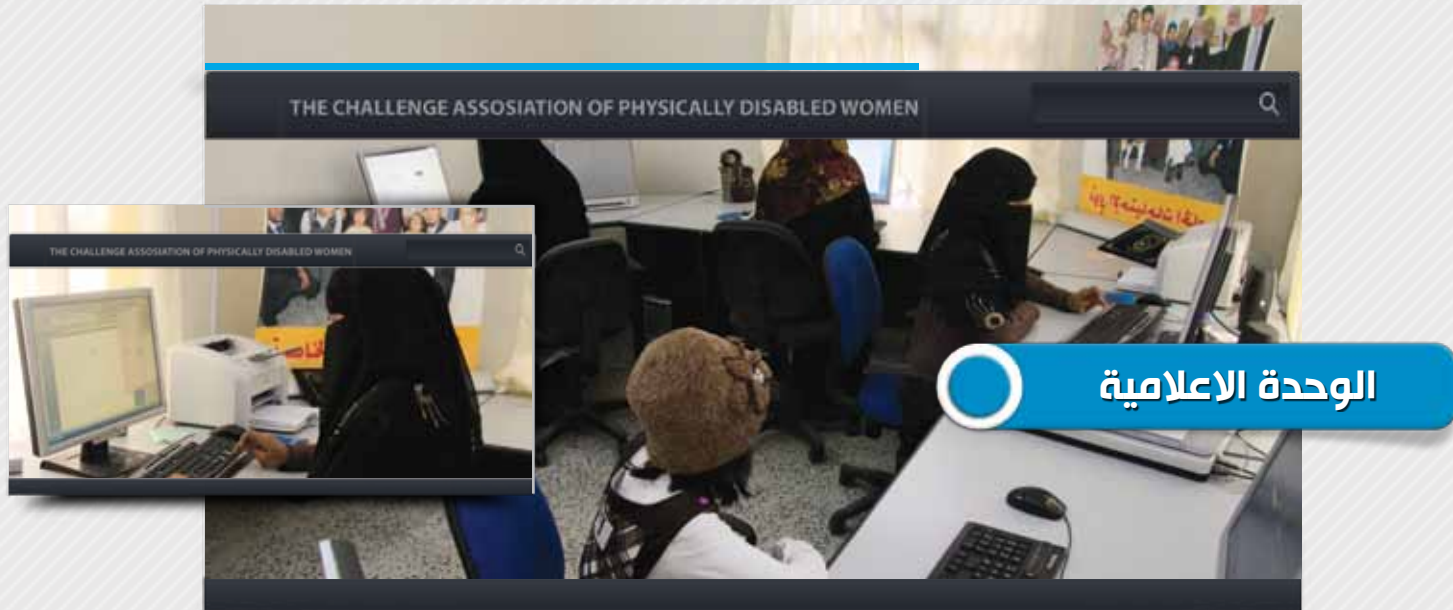 THE CHALLENGE ASSOSIATION OF PHYSICALLY DISABLED WOMEN
THE CHALLENGE ASSOSIATION OF PHYSICALLY DISABLED WOMEN
الوحدة الاعلامية